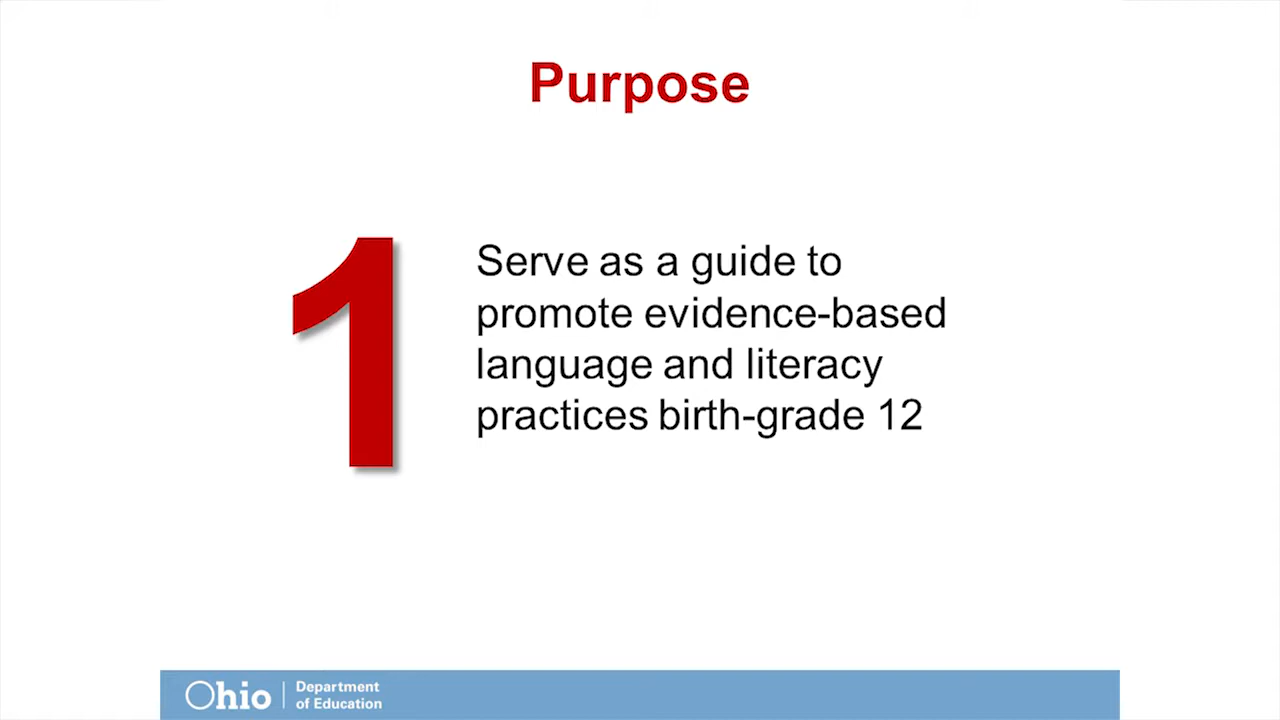 Purpose
1
Serve as a guide to
promote evidence-based
language and literacy
practices birth-grade 12
Ohio
Department
of Education